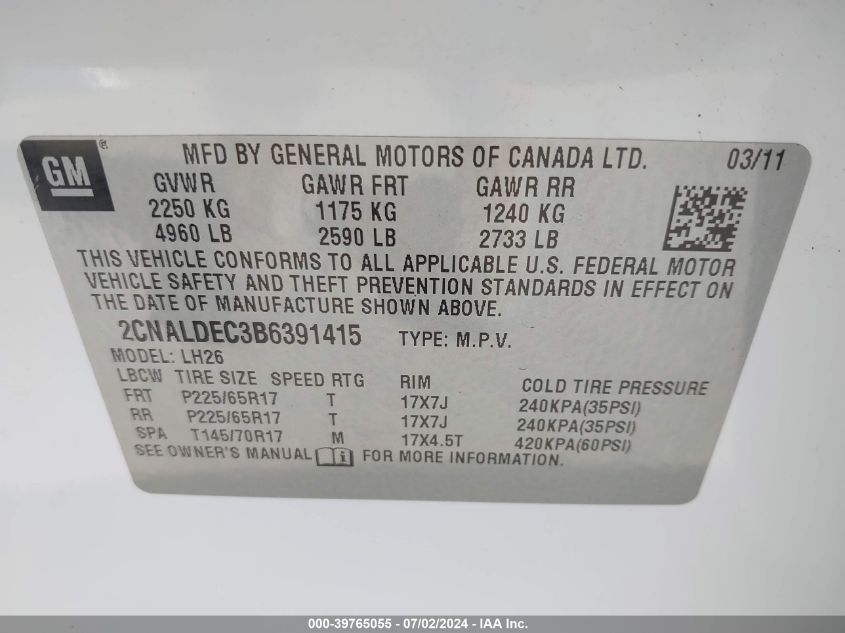 GM®
MFD BY GENERAL MOTORS OF CANADA LTD. 03/11
GVWR GAWR FRT GAWR RR
2250 KG 1175 KG 1240 KG
4960 LB 2590 LB 2733 LB
THIS VEHICLE CONFORMS TO ALL APPLICABLE U.S. FEDERAL MOTOR
VEHICLE SAFETY AND THEFT PREVENTION STANDARDS IN EFFECT ON
THE DATE OF MANUFACTURE SHOWN ABOVE.
2CNALDEC3B6391415 TYPE: M.P.V.
MODEL: LH26
LBCW TIRE SIZE SPEED RTG RIM COLD TIRE PRESSURE
FRT P225/65R17 T 17X7J 240KPA(35PSI)
RR P225/65R17 T 17X7J 240KPA(35PSI)
SPA T145/70R17 M 17X4.5T 420KPA(60PSI)
SEE OWNER'S MANUAL i FOR MORE INFORMATION.
000-39765055 - 07/02/2024 - IAA Inc.